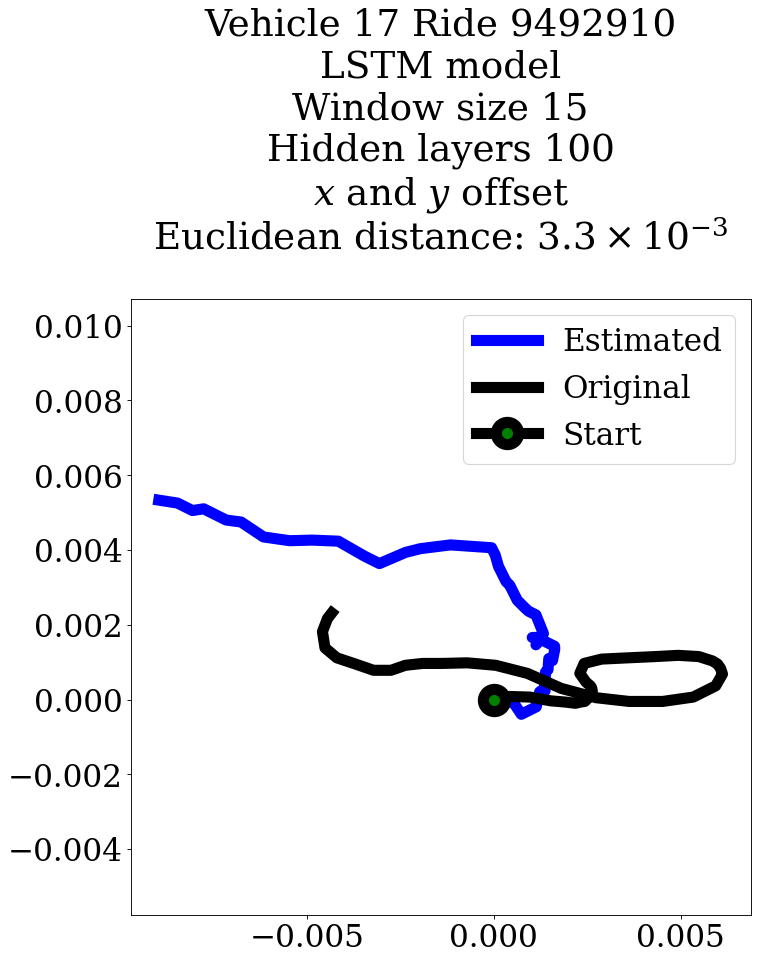 Vehicle 17 Ride 9492910
LSTM model
Window size 15
Hidden layers 100
x and y offset
Euclidean distance: 3.3 × 10⁻³
Estimated
Original
Start
0.010
0.008
0.006
0.004
0.002
0.000
−0.002
−0.004
−0.005 0.000 0.005